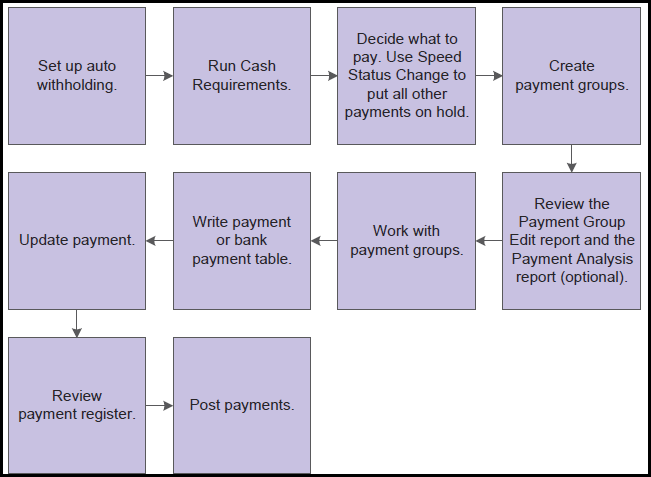 Set up auto
withholding.
Run Cash
Requirements.
Decide what to
pay. Use Speed
Status Change to
put all other
payments on hold.
Create
payment groups.
Review the
Payment Group
Edit report and the
Payment Analysis
report (optional).
Work with
payment groups.
Write payment
or bank
payment table.
Update payment.
Review
payment register.
Post payments.